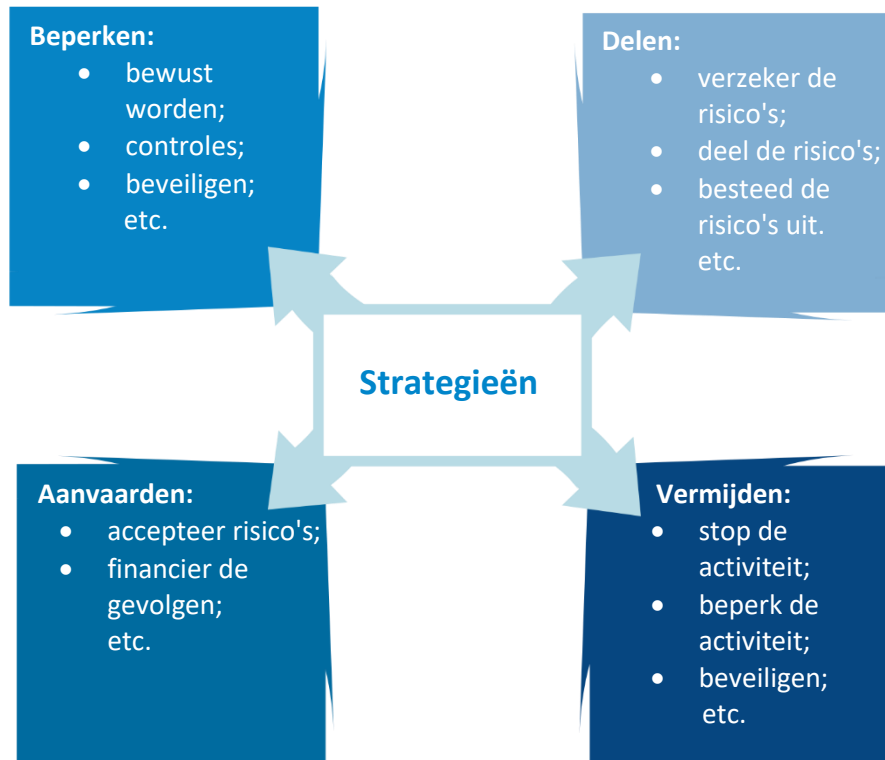 Beperken:
• bewust
worden;
• controles;
• beveiligen;
etc.
Delen:
• verzeker de
risico's;
• deel de risico's;
• besteed de
risico's uit.
etc.
Strategieën
Aanvaarden:
• accepteer risico's;
• financier de
gevolgen;
etc.
Vermijden:
• stop de
activiteit;
• beperk de
activiteit;
• beveiligen;
etc.